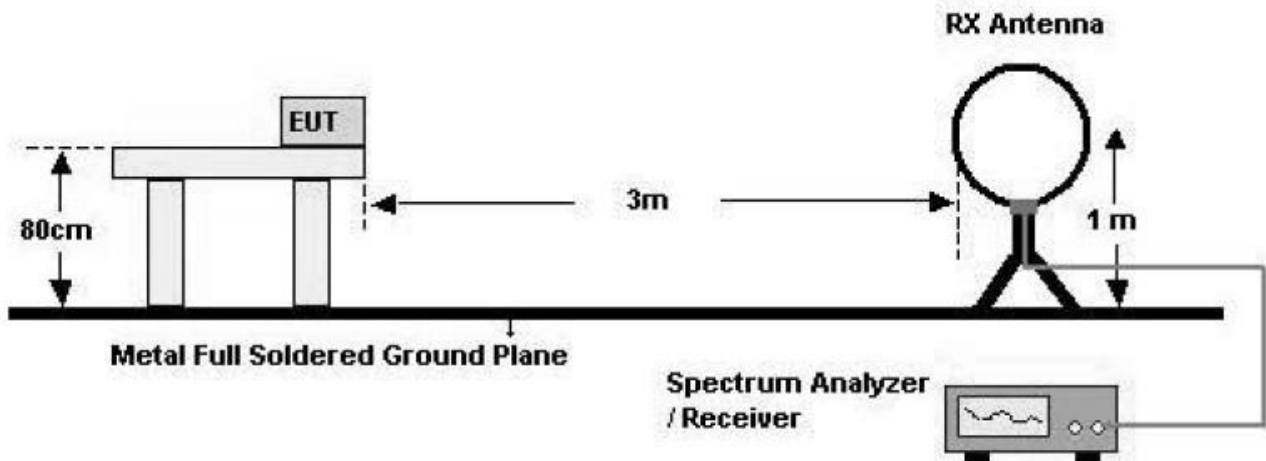 RX Antenna
EUT
80cm
3m
1 m
Metal Full Soldered Ground Plane
Spectrum Analyzer
/ Receiver